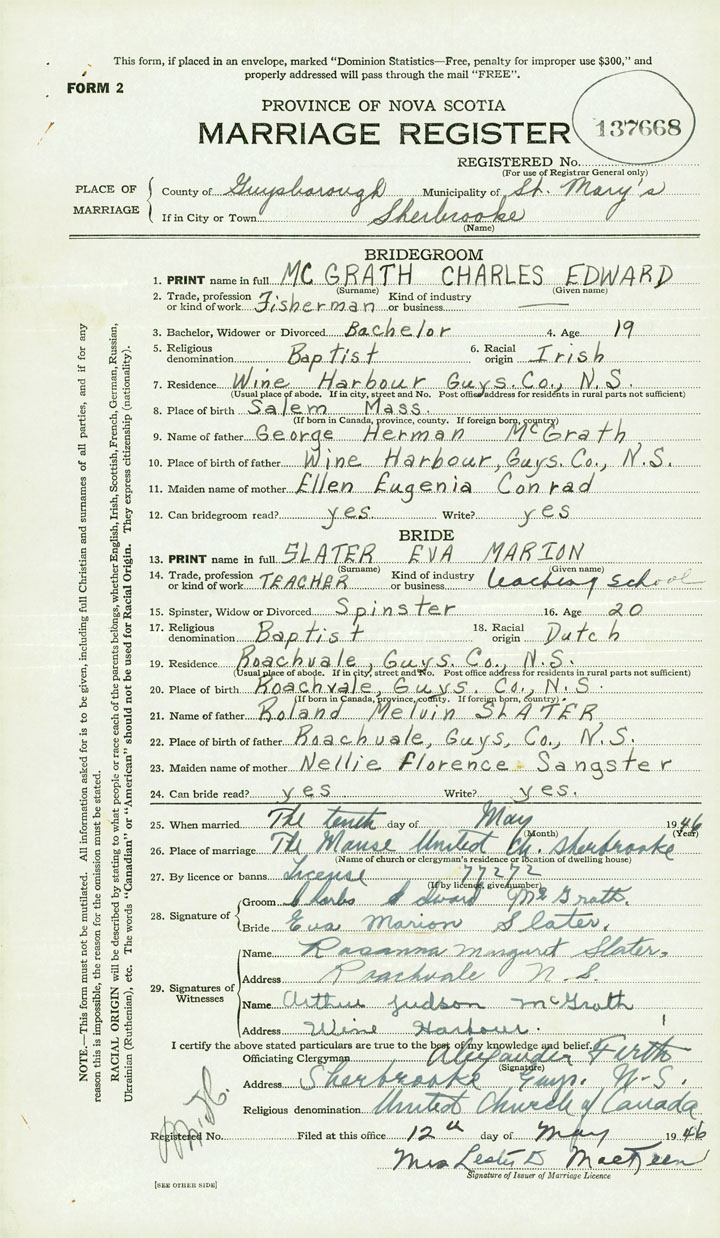 This form, if placed in an envelope, marked "Dominion Statistics—Free, penalty for improper use $300," and
properly addressed will pass through the mail "FREE".
FORM 2
PROVINCE OF NOVA SCOTIA
MARRIAGE REGISTER
137668
REGISTERED No.
(For use of Registrar General only)
PLACE OF MARRIAGE
County of Guysborough Municipality of St. Mary's
If in City or Town Sherbrooke
(Name)
BRIDEGROOM
1. PRINT name in full MC GRATH CHARLES EDWARD
(Surname) (Given name)
2. Trade, profession or kind of work Fisherman Kind of industry or business —
3. Bachelor, Widower or Divorced Bachelor 4. Age 19
5. Religious denomination Baptist 6. Racial origin Irish
7. Residence Wine Harbour Guys. Co., N.S.
(Usual place of abode. If in city, street and No. Post office address for residents in rural parts not sufficient)
8. Place of birth Salem Mass.
(If born in Canada, province, county. If foreign born, country)
9. Name of father George Herman McGrath
10. Place of birth of father Wine Harbour, Guys. Co., N.S.
11. Maiden name of mother Ellen Eugenia Conrad
12. Can bridegroom read? yes Write? yes
BRIDE
13. PRINT name in full SLATER EVA MARION
(Surname) (Given name)
14. Trade, profession or kind of work TEACHER Kind of industry or business teaching school
15. Spinster, Widow or Divorced Spinster 16. Age 20
17. Religious denomination Baptist 18. Racial origin Dutch
19. Residence Roachvale, Guys. Co., N.S.
(Usual place of abode. If in city, street and No. Post office address for residents in rural parts not sufficient)
20. Place of birth Roachvale, Guys. Co., N.S.
(If born in Canada, province, county. If foreign born, country)
21. Name of father Roland Melvin SLATER
22. Place of birth of father Roachvale, Guys, Co., N.S.
23. Maiden name of mother Nellie Florence Sangster
24. Can bride read? yes Write? yes.
25. When married The tenth day of May 1946
(Month) (Year)
26. Place of marriage The Manse United Ch. Sherbrooke
(Name of church or clergyman's residence or location of dwelling house)
27. By licence or banns License 77272
(If by licence, give number)
28. Signature of
Groom Charles Edward McGrath.
Bride Eva Marion Slater.
29. Signatures of Witnesses
Name Rosanna Margaret Slater.
Address Roachvale N.S.
Name Arthur Judson McGrath
Address Wine Harbour.
I certify the above stated particulars are true to the best of my knowledge and belief.
Officiating Clergyman Alexander Firth
(Signature)
Address Sherbrooke Guys. N.S.
Religious denomination United Church of Canada
Registered No. Filed at this office 12th day of May 1946
Mrs Lester D MacKeen
Signature of Issuer of Marriage Licence
[SEE OTHER SIDE]
NOTE.—This form must not be mutilated. All information asked for is to be given, including full Christian and surnames of all parties, and if for any
reason this is impossible, the reason for the omission must be stated.
RACIAL ORIGIN will be described by stating to what people or race each of the parents belongs, whether English, Irish, Scottish, French, German, Russian,
Ukrainian (Ruthenian), etc. The words "Canadian" or "American" should not be used for Racial Origin. They express citizenship (nationality).